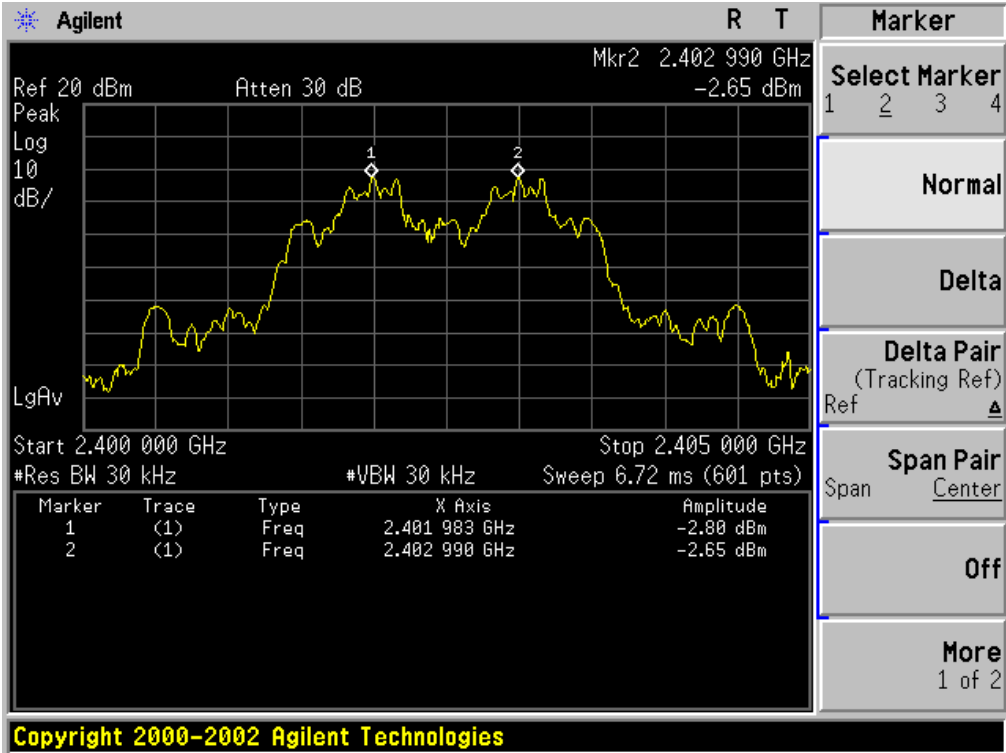 Agilent R T Marker
Mkr2 2.402 990 GHz
Ref 20 dBm Atten 30 dB -2.65 dBm
Peak
Log
10
dB/
1 2
LgAv
Start 2.400 000 GHz Stop 2.405 000 GHz
#Res BW 30 kHz #VBW 30 kHz Sweep 6.72 ms (601 pts)
Marker Trace Type X Axis Amplitude
1 (1) Freq 2.401 983 GHz -2.80 dBm
2 (1) Freq 2.402 990 GHz -2.65 dBm
Select Marker
1 2 3 4
Normal
Delta
Delta Pair
(Tracking Ref)
Ref Δ
Span Pair
Span Center
Off
More
1 of 2
Copyright 2000-2002 Agilent Technologies